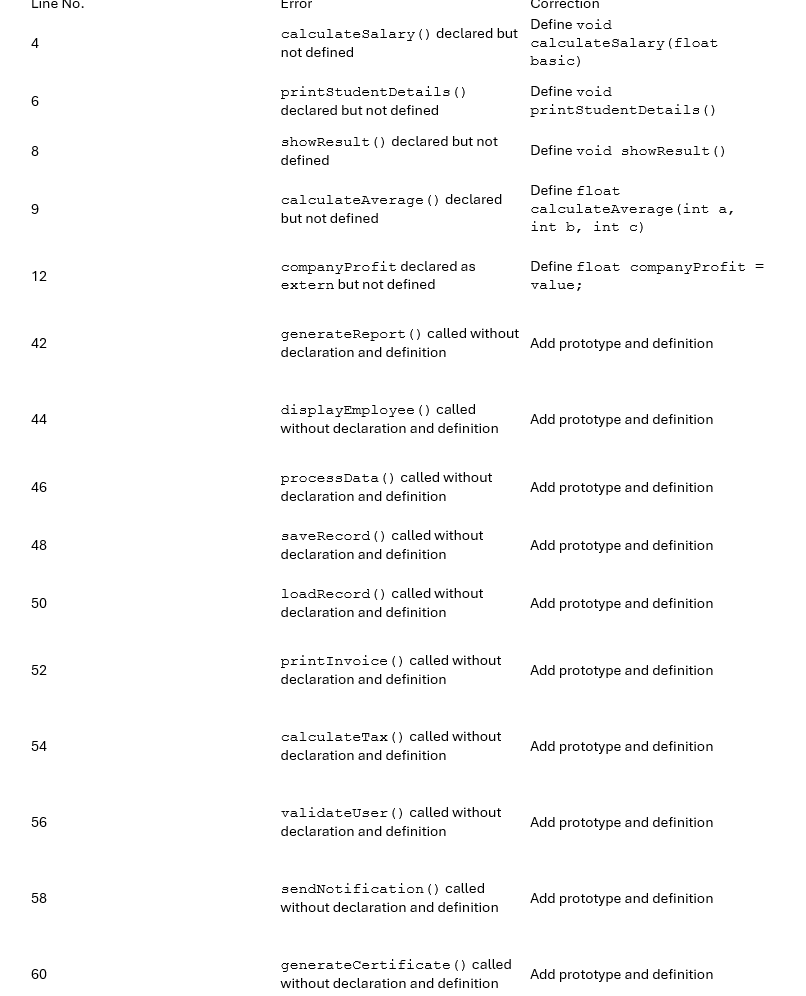 Line No. Error Correction
4 calculateSalary() declared but not defined Define void calculateSalary(float basic)
6 printStudentDetails() declared but not defined Define void printStudentDetails()
8 showResult() declared but not defined Define void showResult()
9 calculateAverage() declared but not defined Define float calculateAverage(int a, int b, int c)
12 companyProfit declared as extern but not defined Define float companyProfit = value;
42 generateReport() called without declaration and definition Add prototype and definition
44 displayEmployee() called without declaration and definition Add prototype and definition
46 processData() called without declaration and definition Add prototype and definition
48 saveRecord() called without declaration and definition Add prototype and definition
50 loadRecord() called without declaration and definition Add prototype and definition
52 printInvoice() called without declaration and definition Add prototype and definition
54 calculateTax() called without declaration and definition Add prototype and definition
56 validateUser() called without declaration and definition Add prototype and definition
58 sendNotification() called without declaration and definition Add prototype and definition
60 generateCertificate() called without declaration and definition Add prototype and definition